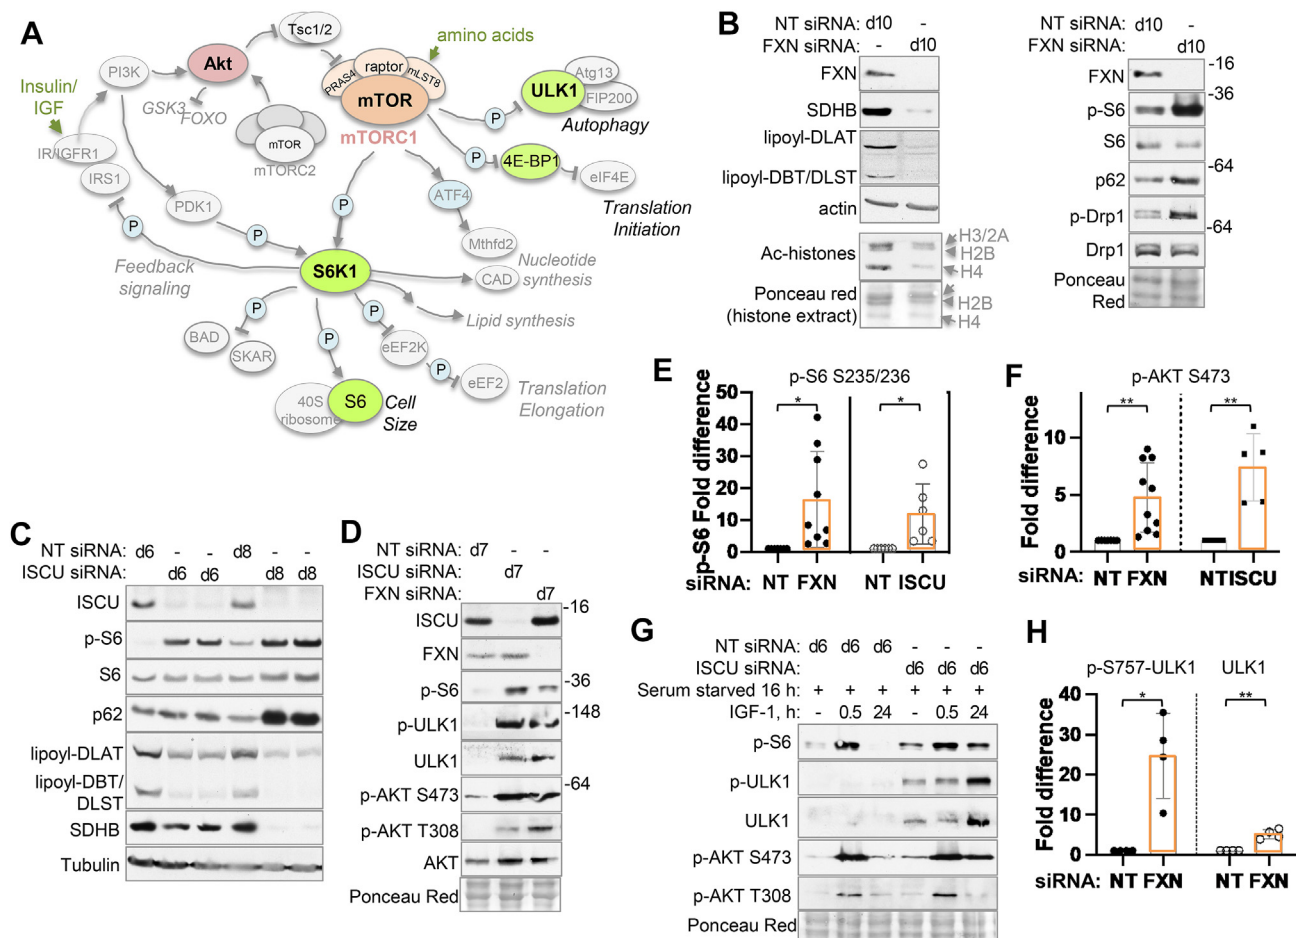 A
Insulin/
IGF
IR/IGFR1
IRS1
PI3K
Akt
GSK3
FOXO
Tsc1/2
PRAS4
raptor
mLST8
mTOR
mTORC1
amino acids
mTOR
mTORC2
PDK1
P
P
P
P
P
P
P
P
P
P
ULK1
Atg13
FIP200
Autophagy
4E-BP1
eIF4E
Translation
Initiation
ATF4
Mthfd2
Nucleotide
synthesis
CAD
S6K1
Feedback
signaling
Lipid synthesis
BAD
SKAR
eEF2K
eEF2
Translation
Elongation
40S
ribosome
S6
Cell
Size
B
NT siRNA: d10 -
FXN siRNA: - d10
FXN
SDHB
lipoyl-DLAT
lipoyl-DBT/DLST
actin
Ac-histones
H3/2A
H2B
H4
Ponceau red
(histone extract)
H2B
H4
NT siRNA: d10 -
FXN siRNA: - d10
FXN
-16
-36
p-S6
S6
-64
p62
p-Drp1
-64
Drp1
Ponceau
Red
C
NT siRNA: d6 - - d8 - -
ISCU siRNA: - d6 d6 - d8 d8
ISCU
p-S6
S6
p62
lipoyl-DLAT
lipoyl-DBT/
DLST
SDHB
Tubulin
D
NT siRNA: d7 - -
ISCU siRNA: - d7 -
FXN siRNA: - - d7
ISCU
-16
FXN
p-S6
-36
p-ULK1
-148
ULK1
p-AKT S473
-64
p-AKT T308
AKT
Ponceau Red
E
p-S6 S235/236
p-S6 Fold difference
50
40
30
20
10
0
*
*
siRNA: NT FXN NT ISCU
F
p-AKT S473
Fold difference
10
5
0
**
**
siRNA: NT FXN NT ISCU
G
NT siRNA: d6 d6 d6 - - -
ISCU siRNA: - - - d6 d6 d6
Serum starved 16 h: + + + + + +
IGF-1, h: - 0.5 24 - 0.5 24
p-S6
p-ULK1
ULK1
p-AKT S473
p-AKT T308
Ponceau Red
H
p-S757-ULK1 ULK1
Fold difference
40
30
20
10
0
*
**
siRNA: NT FXN NT FXN